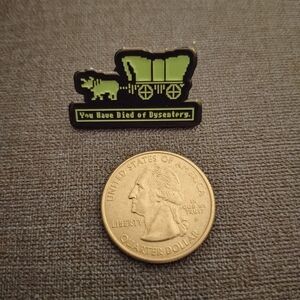 You Have Died of Dysentery.
UNITED STATES OF AMERICA
LIBERTY
IN GOD WE
TRUST
QUARTER DOLLAR